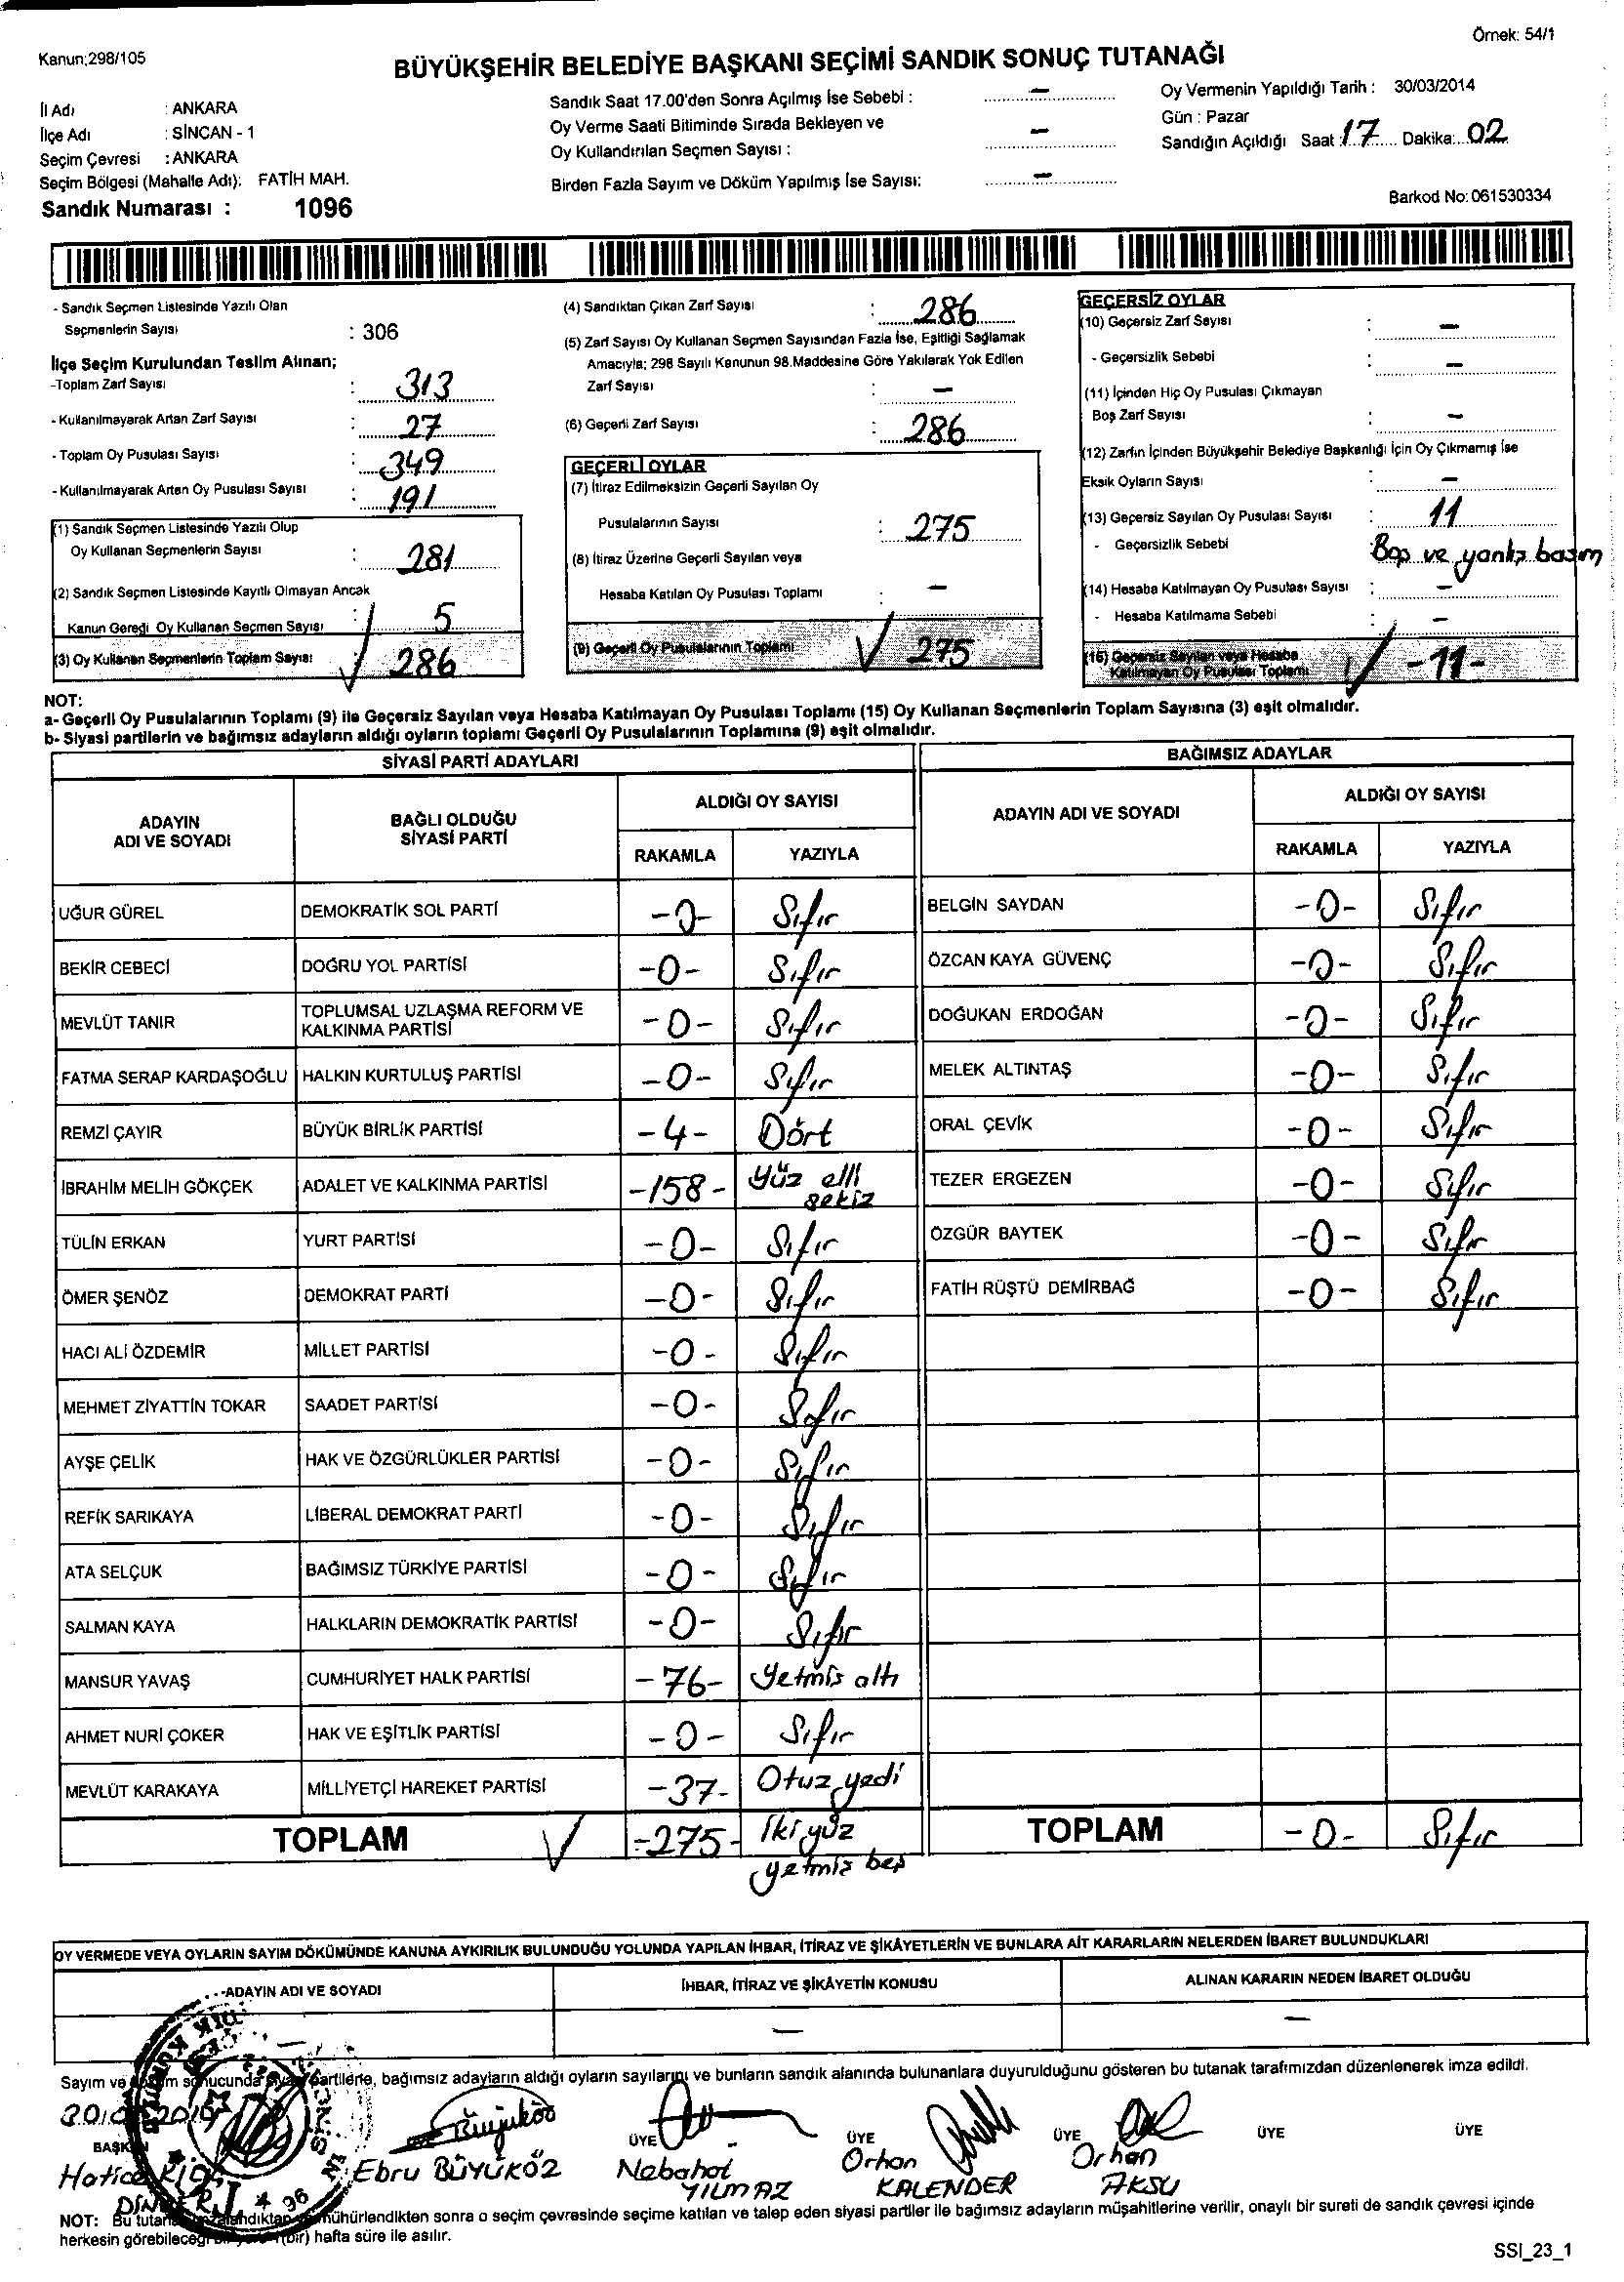 Örnek: 54/1
Kanun;298/105
BÜYÜKŞEHİR BELEDİYE BAŞKANI SEÇİMİ SANDIK SONUÇ TUTANAĞI
İl Adı : ANKARA
İlçe Adı : SİNCAN - 1
Seçim Çevresi : ANKARA
Seçim Bölgesi (Mahalle Adı): FATİH MAH.
Sandık Numarası : 1096
Sandık Saat 17.00'den Sonra Açılmış İse Sebebi : –
Oy Verme Saati Bitiminde Sırada Bekleyen ve
Oy Kullandırılan Seçmen Sayısı : –
Birden Fazla Sayım ve Döküm Yapılmış İse Sayısı: –
Oy Vermenin Yapıldığı Tarih : 30/03/2014
Gün : Pazar
Sandığın Açıldığı Saat : 17 Dakika: 02
Barkod No: 061530334
- Sandık Seçmen Listesinde Yazılı Olan
Seçmenlerin Sayısı : 306
İlçe Seçim Kurulundan Teslim Alınan;
-Toplam Zarf Sayısı : 313
- Kullanılmayarak Artan Zarf Sayısı : 27
- Toplam Oy Pusulası Sayısı : 349
- Kullanılmayarak Artan Oy Pusulası Sayısı : 191
(1) Sandık Seçmen Listesinde Yazılı Olup
Oy Kullanan Seçmenlerin Sayısı : 281
(2) Sandık Seçmen Listesinde Kayıtlı Olmayan Ancak
Kanun Gereği Oy Kullanan Seçmen Sayısı : 5
(3) Oy Kullanan Seçmenlerin Toplam Sayısı: 286
(4) Sandıktan Çıkan Zarf Sayısı : 286
(5) Zarf Sayısı Oy Kullanan Seçmen Sayısından Fazla İse, Eşitliği Sağlamak
Amacıyla; 298 Sayılı Kanunun 98.Maddesine Göre Yakılarak Yok Edilen
Zarf Sayısı : –
(6) Geçerli Zarf Sayısı : 286
GEÇERLİ OYLAR
(7) İtiraz Edilmeksizin Geçerli Sayılan Oy
Pusulalarının Sayısı : 275
(8) İtiraz Üzerine Geçerli Sayılan veya
Hesaba Katılan Oy Pusulası Toplamı : –
(9) Geçerli Oy Pusulalarının Toplamı 275
GEÇERSİZ OYLAR
(10) Geçersiz Zarf Sayısı : –
- Geçersizlik Sebebi : –
(11) İçinden Hiç Oy Pusulası Çıkmayan
Boş Zarf Sayısı : –
(12) Zarfın İçinden Büyükşehir Belediye Başkanlığı İçin Oy Çıkmamış İse
Eksik Oyların Sayısı : –
(13) Geçersiz Sayılan Oy Pusulası Sayısı : 11
- Geçersizlik Sebebi : Boş ve yanlış basım
(14) Hesaba Katılmayan Oy Pusulası Sayısı : –
- Hesaba Katılmama Sebebi : –
(15) Geçersiz Sayılan veya Hesaba
Katılmayan Oy Pusulası Toplamı -11-
NOT:
a- Geçerli Oy Pusulalarının Toplamı (9) ile Geçersiz Sayılan veya Hesaba Katılmayan Oy Pusulası Toplamı (15) Oy Kullanan Seçmenlerin Toplam Sayısına (3) eşit olmalıdır.
b- Siyasi partilerin ve bağımsız adayların aldığı oyların toplamı Geçerli Oy Pusulalarının Toplamına (9) eşit olmalıdır.
SİYASİ PARTİ ADAYLARI
ADAYIN ADI VE SOYADI BAĞLI OLDUĞU SİYASİ PARTİ ALDIĞI OY SAYISI
RAKAMLA YAZIYLA
UĞUR GÜREL DEMOKRATİK SOL PARTİ -0- Sıfır
BEKİR CEBECİ DOĞRU YOL PARTİSİ -0- Sıfır
MEVLÜT TANIR TOPLUMSAL UZLAŞMA REFORM VE KALKINMA PARTİSİ -0- Sıfır
FATMA SERAP KARDAŞOĞLU HALKIN KURTULUŞ PARTİSİ -0- Sıfır
REMZİ ÇAYIR BÜYÜK BİRLİK PARTİSİ -4- Dört
İBRAHİM MELİH GÖKÇEK ADALET VE KALKINMA PARTİSİ -158- Yüz elli sekiz
TÜLİN ERKAN YURT PARTİSİ -0- Sıfır
ÖMER ŞENÖZ DEMOKRAT PARTİ -0- Sıfır
HACI ALİ ÖZDEMİR MİLLET PARTİSİ -0- Sıfır
MEHMET ZİYATTİN TOKAR SAADET PARTİSİ -0- Sıfır
AYŞE ÇELİK HAK VE ÖZGÜRLÜKLER PARTİSİ -0- Sıfır
REFİK SARIKAYA LİBERAL DEMOKRAT PARTİ -0- Sıfır
ATA SELÇUK BAĞIMSIZ TÜRKİYE PARTİSİ -0- Sıfır
SALMAN KAYA HALKLARIN DEMOKRATİK PARTİSİ -0- Sıfır
MANSUR YAVAŞ CUMHURİYET HALK PARTİSİ -76- Yetmiş altı
AHMET NURİ ÇOKER HAK VE EŞİTLİK PARTİSİ -0- Sıfır
MEVLÜT KARAKAYA MİLLİYETÇİ HAREKET PARTİSİ -37- Otuz yedi
TOPLAM -275- İki yüz
yetmiş beş
BAĞIMSIZ ADAYLAR
ADAYIN ADI VE SOYADI ALDIĞI OY SAYISI
RAKAMLA YAZIYLA
BELGİN SAYDAN -0- Sıfır
ÖZCAN KAYA GÜVENÇ -0- Sıfır
DOĞUKAN ERDOĞAN -0- Sıfır
MELEK ALTINTAŞ -0- Sıfır
ORAL ÇEVİK -0- Sıfır
TEZER ERGEZEN -0- Sıfır
ÖZGÜR BAYTEK -0- Sıfır
FATİH RÜŞTÜ DEMİRBAĞ -0- Sıfır
TOPLAM -0- Sıfır
OY VERMEDE VEYA OYLARIN SAYIM DÖKÜMÜNDE KANUNA AYKIRILIK BULUNDUĞU YOLUNDA YAPILAN İHBAR, İTİRAZ VE ŞİKÂYETLERİN VE BUNLARA AİT KARARLARIN NELERDEN İBARET BULUNDUKLARI
ADAYIN ADI VE SOYADI İHBAR, İTİRAZ VE ŞİKÂYETİN KONUSU ALINAN KARARIN NEDEN İBARET OLDUĞU
– –
Sayım ve sonucunda partilerle, bağımsız adayların aldığı oyların sayılarını ve bunların sandık alanında bulunanlara duyurulduğunu gösteren bu tutanak tarafımızdan düzenlenerek imza edildi.
Büyüköz
ÜYE ÜYE ÜYE ÜYE ÜYE
Hatice Ebru BÜYÜKÖZ Nebahat YILMAZ Orhan KALENDER Orhan AKSU
NOT: Bu mühürlendikten sonra o seçim çevresinde seçime katılan ve talep eden siyasi partiler ile bağımsız adayların müşahitlerine verilir, onaylı bir sureti de sandık çevresi içinde
herkesin görebileceği (bir) hafta süre ile asılır.
SSI_23_1